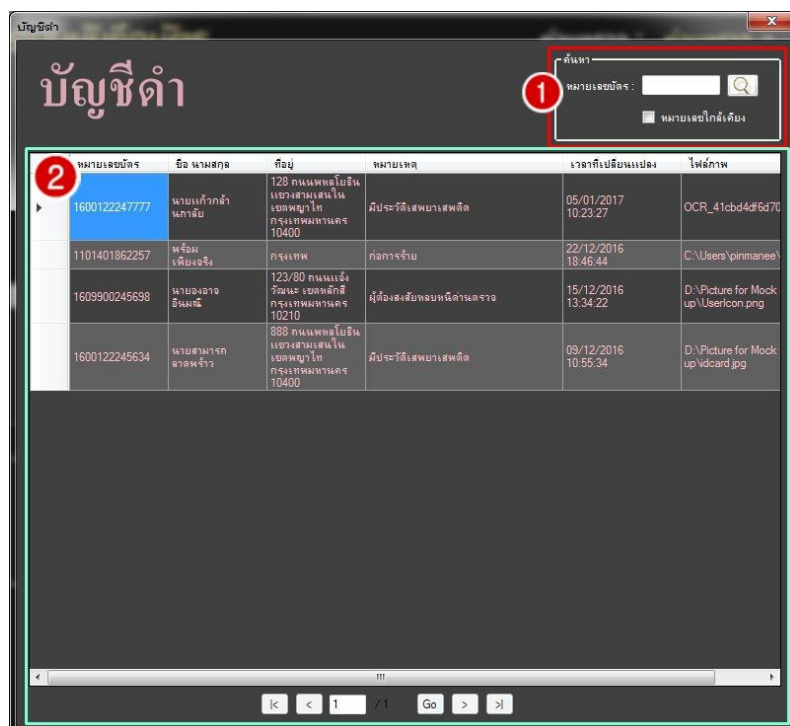 บัญชีดำ
X
บัญชีดำ
ค้นหา
1
หมายเลขบัตร :
หมายเลขใกล้เคียง
2
หมายเลขบัตร ชื่อ นามสกุล ที่อยู่ หมายเหตุ เวลาที่เปลี่ยนแปลง ไฟล์ภาพ
1600122247777
นายแก้วกล้า
นภาลัย
128 ถนนพหลโยธิน
แขวงสามเสนใน
เขตพญาไท
กรุงเทพมหานคร
10400
มีประวัติเสพยาเสพติด
05/01/2017
10:23:27
OCR_41cbd4df6d70
1101401862257
พร้อม
เพียงจริง
กรุงเทพ
ก่อการร้าย
22/12/2016
18:46:44
C:\Users\pinmanee\
1609900245698
นายองอาจ
อินมณี
123/80 ถนนแจ้ง
วัฒนะ เขตหลักสี่
กรุงเทพมหานคร
10210
ผู้ต้องสงสัยหลบหนีด่านตรวจ
15/12/2016
13:34:22
D:\Picture for Mock
up\UserIcon.png
1600122245634
นายสามารถ
ลาดพร้าว
888 ถนนพหลโยธิน
แขวงสามเสนใน
เขตพญาไท
กรุงเทพมหานคร
10400
มีประวัติเสพยาเสพติด
09/12/2016
10:55:34
D:\Picture for Mock
up\idcard.jpg
|< < 1 / 1 Go > >|